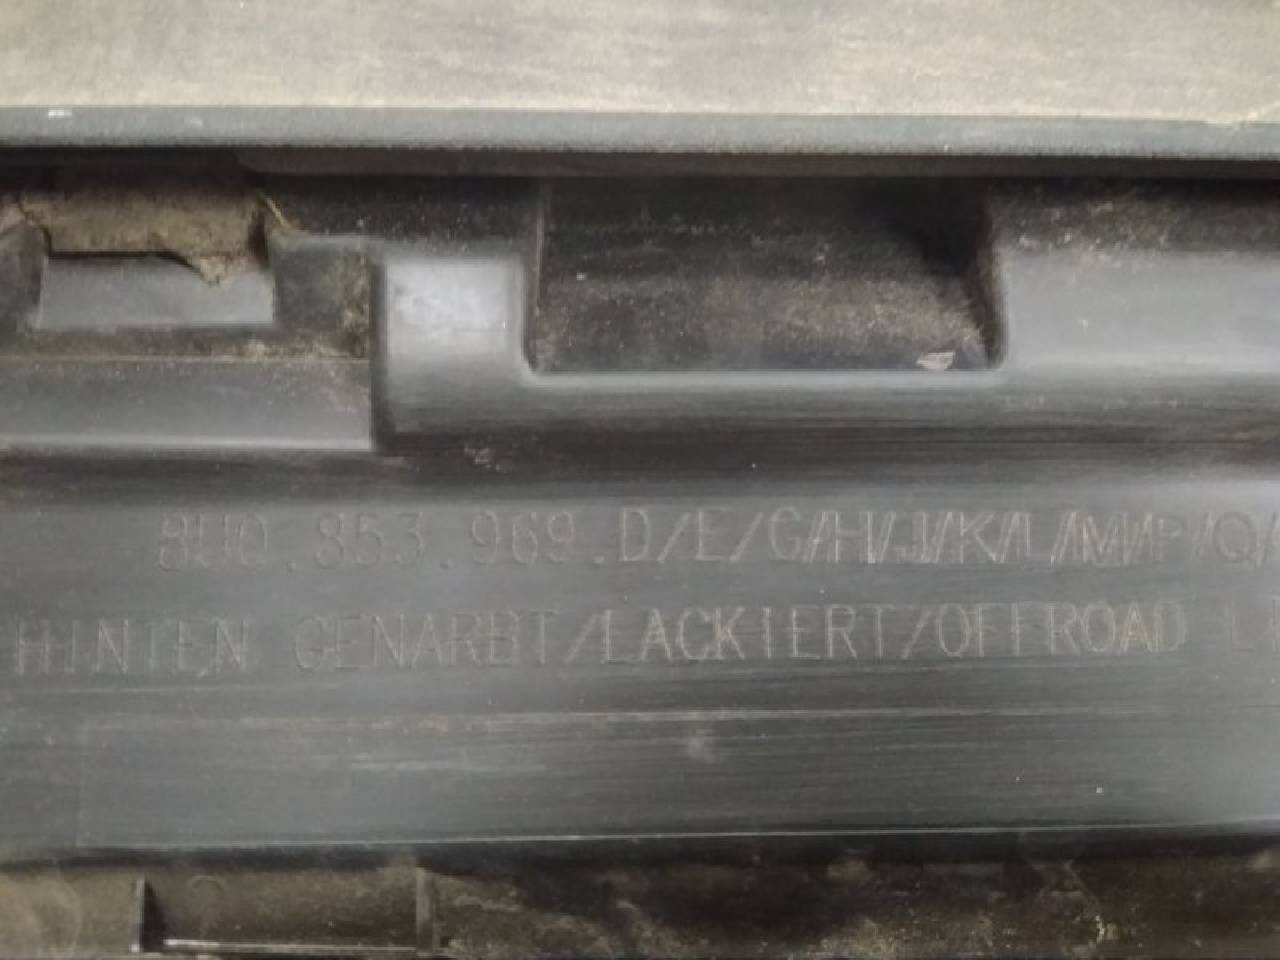 8U0.853.969.D/E/G/H/J/K/L/M/P/Q/
HINTEN GENARBT/LACKIERT/OFFROAD